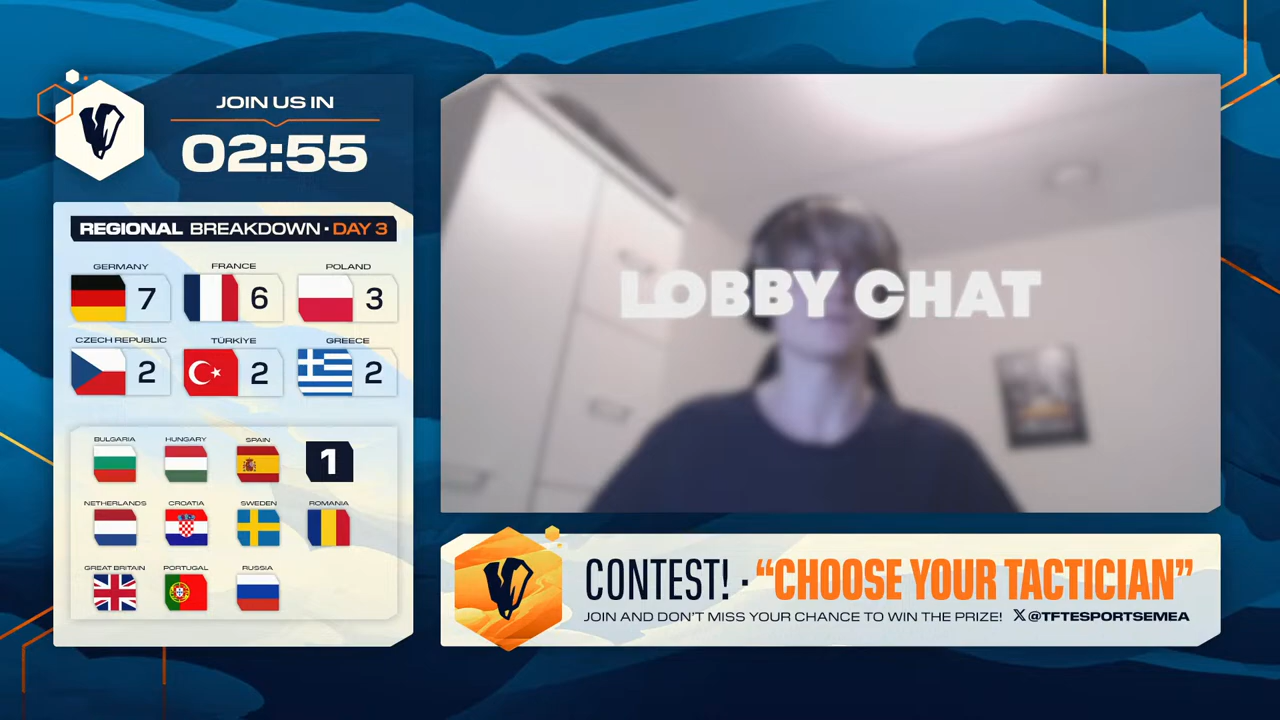 JOIN US IN
02:55
REGIONAL BREAKDOWN · DAY 3
GERMANY FRANCE POLAND
7 6 3
CZECH REPUBLIC TÜRKİYE GREECE
2 2 2
BULGARIA HUNGARY SPAIN
1
NETHERLANDS CROATIA SWEDEN ROMANIA
GREAT BRITAIN PORTUGAL RUSSIA
LOBBY CHAT
CONTEST! · “CHOOSE YOUR TACTICIAN”
JOIN AND DON'T MISS YOUR CHANCE TO WIN THE PRIZE! X @TFTESPORTSEMEA